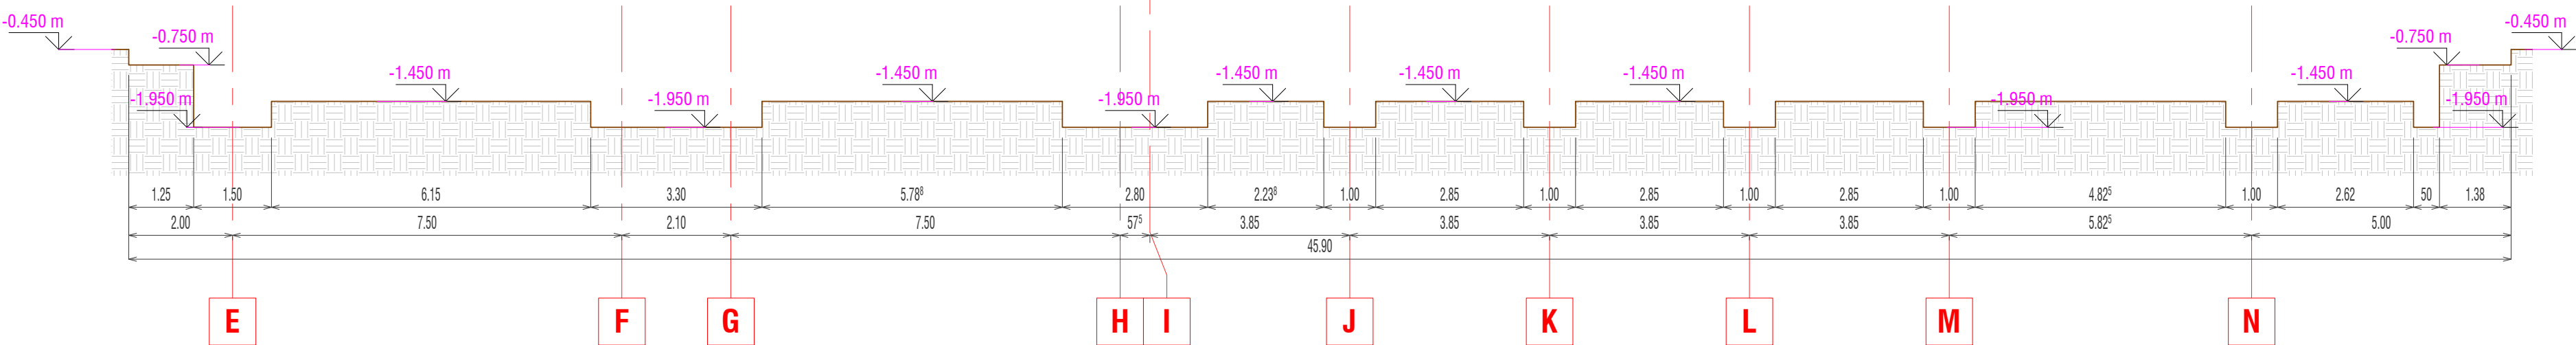 -0.450 m -0.450 m
-0.750 m -0.750 m
-1.450 m -1.450 m -1.450 m -1.450 m -1.450 m -1.450 m
-1.950 m -1.950 m -1.950 m -1.950 m -1.950 m
1.25 1.50 6.15 3.30 5.78⁸ 2.80 2.23⁸ 1.00 2.85 1.00 2.85 1.00 2.85 1.00 4.82⁵ 1.00 2.62 50 1.38
2.00 7.50 2.10 7.50 57⁵ 3.85 3.85 3.85 3.85 5.82⁵ 5.00
45.90
E F G H I J K L M N